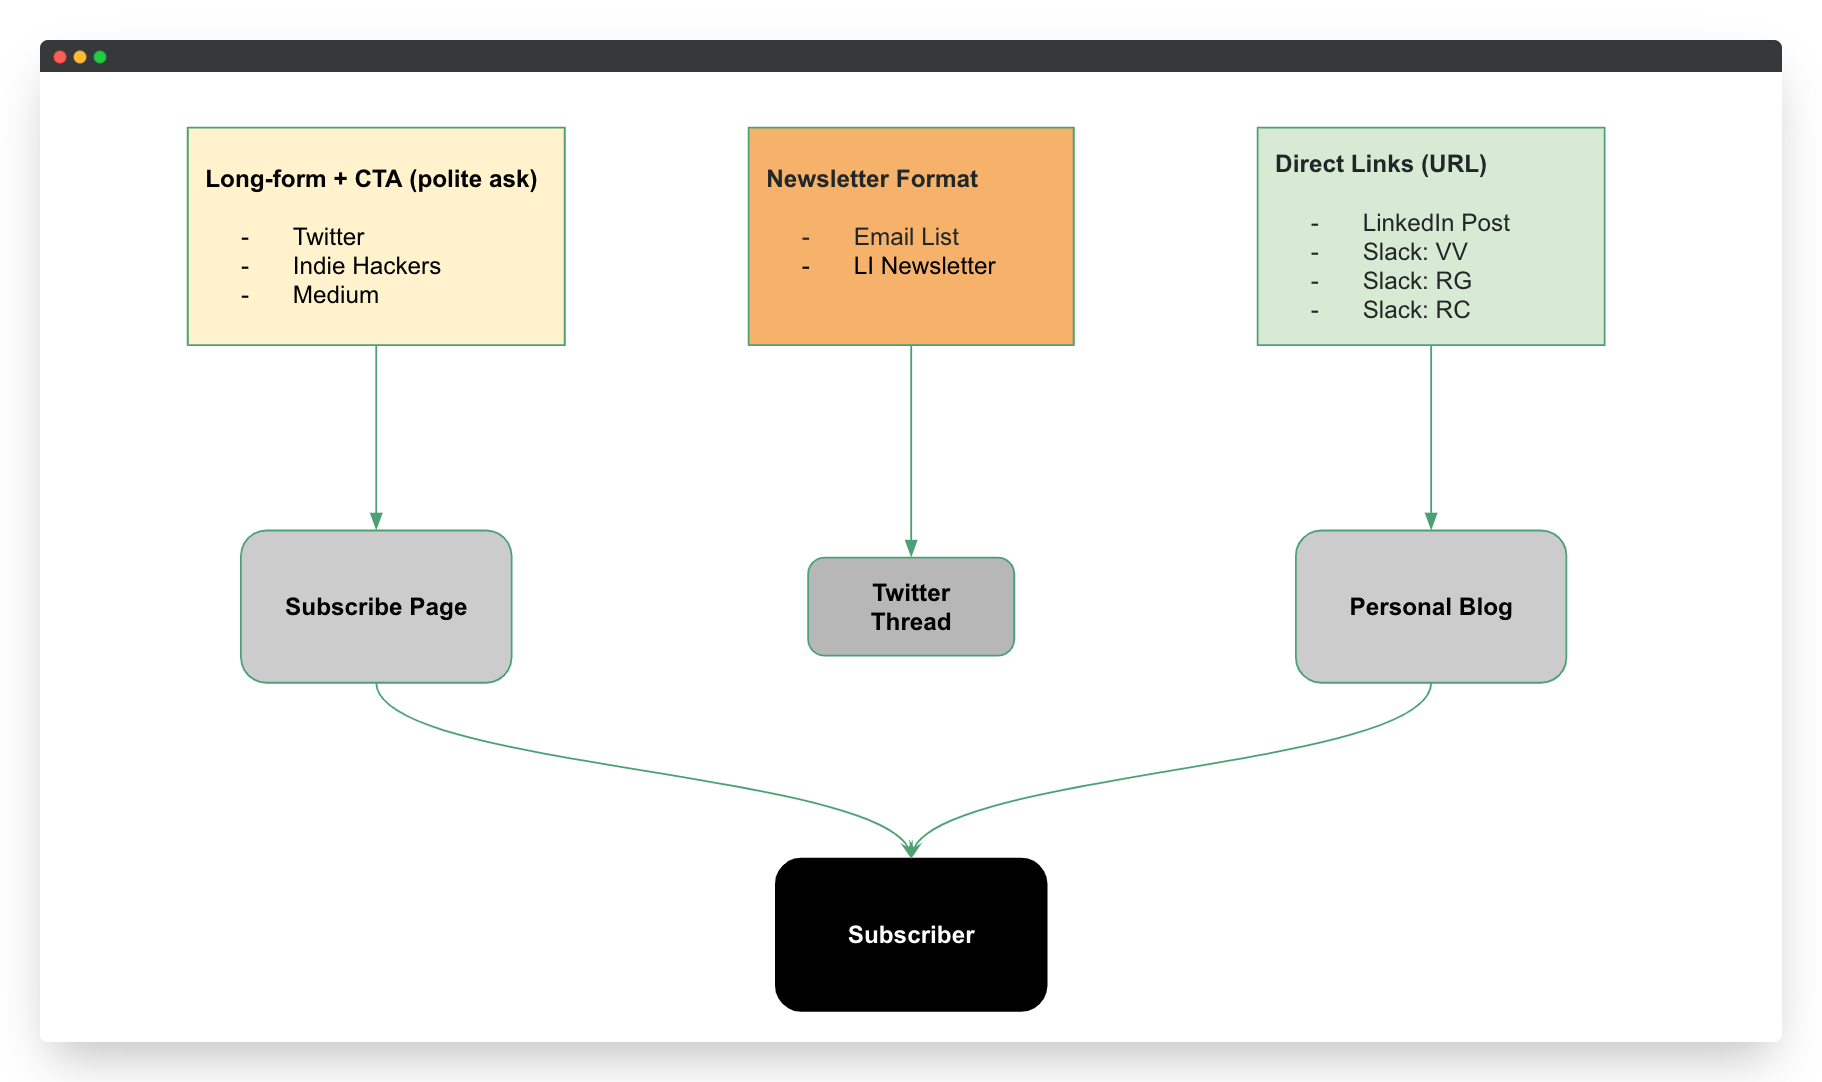 Long-form + CTA (polite ask)
- Twitter
- Indie Hackers
- Medium
Newsletter Format
- Email List
- LI Newsletter
Direct Links (URL)
- LinkedIn Post
- Slack: VV
- Slack: RG
- Slack: RC
Subscribe Page
Twitter
Thread
Personal Blog
Subscriber